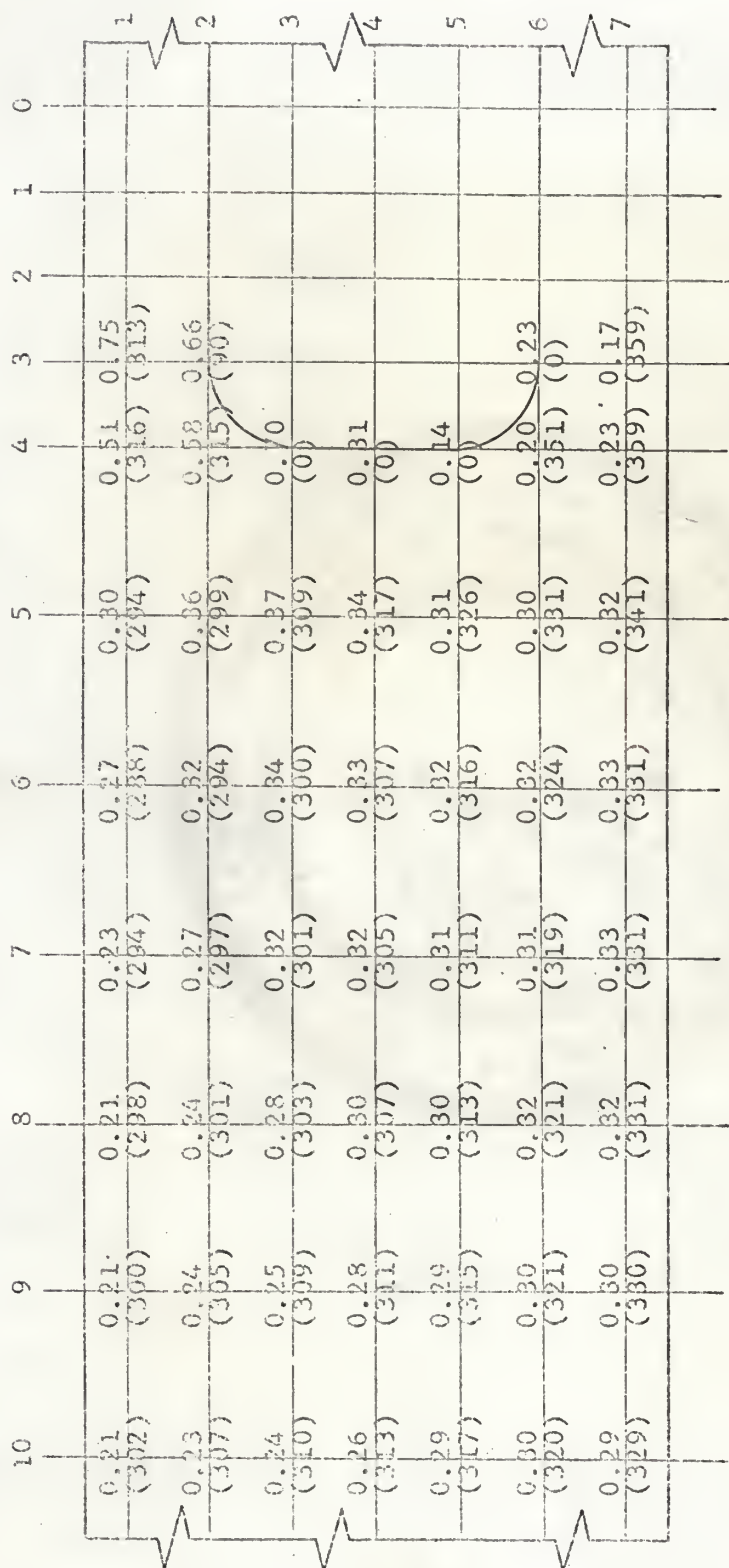 10 9 8 7 6 5 4 3 2 1 0
0.21 0.21 0.21 0.23 0.27 0.30 0.51 0.75 1
(302) (300) (298) (294) (288) (294) (316) (313)
0.23 0.24 0.24 0.27 0.32 0.36 0.58 0.66 2
(307) (305) (301) (297) (294) (299) (315) (90)
0.24 0.25 0.28 0.32 0.34 0.37 0.70 3
(310) (309) (303) (301) (300) (309) (0)
0.26 0.28 0.30 0.32 0.33 0.34 0.31 4
(313) (311) (307) (305) (307) (317) (0)
0.29 0.29 0.30 0.31 0.32 0.31 0.14 5
(317) (315) (313) (311) (316) (326) (0)
0.30 0.30 0.32 0.31 0.32 0.30 0.20 0.23 6
(320) (321) (321) (319) (324) (331) (351) (0)
0.29 0.30 0.32 0.33 0.33 0.32 0.23 0.17 7
(329) (330) (331) (331) (331) (341) (359) (359)